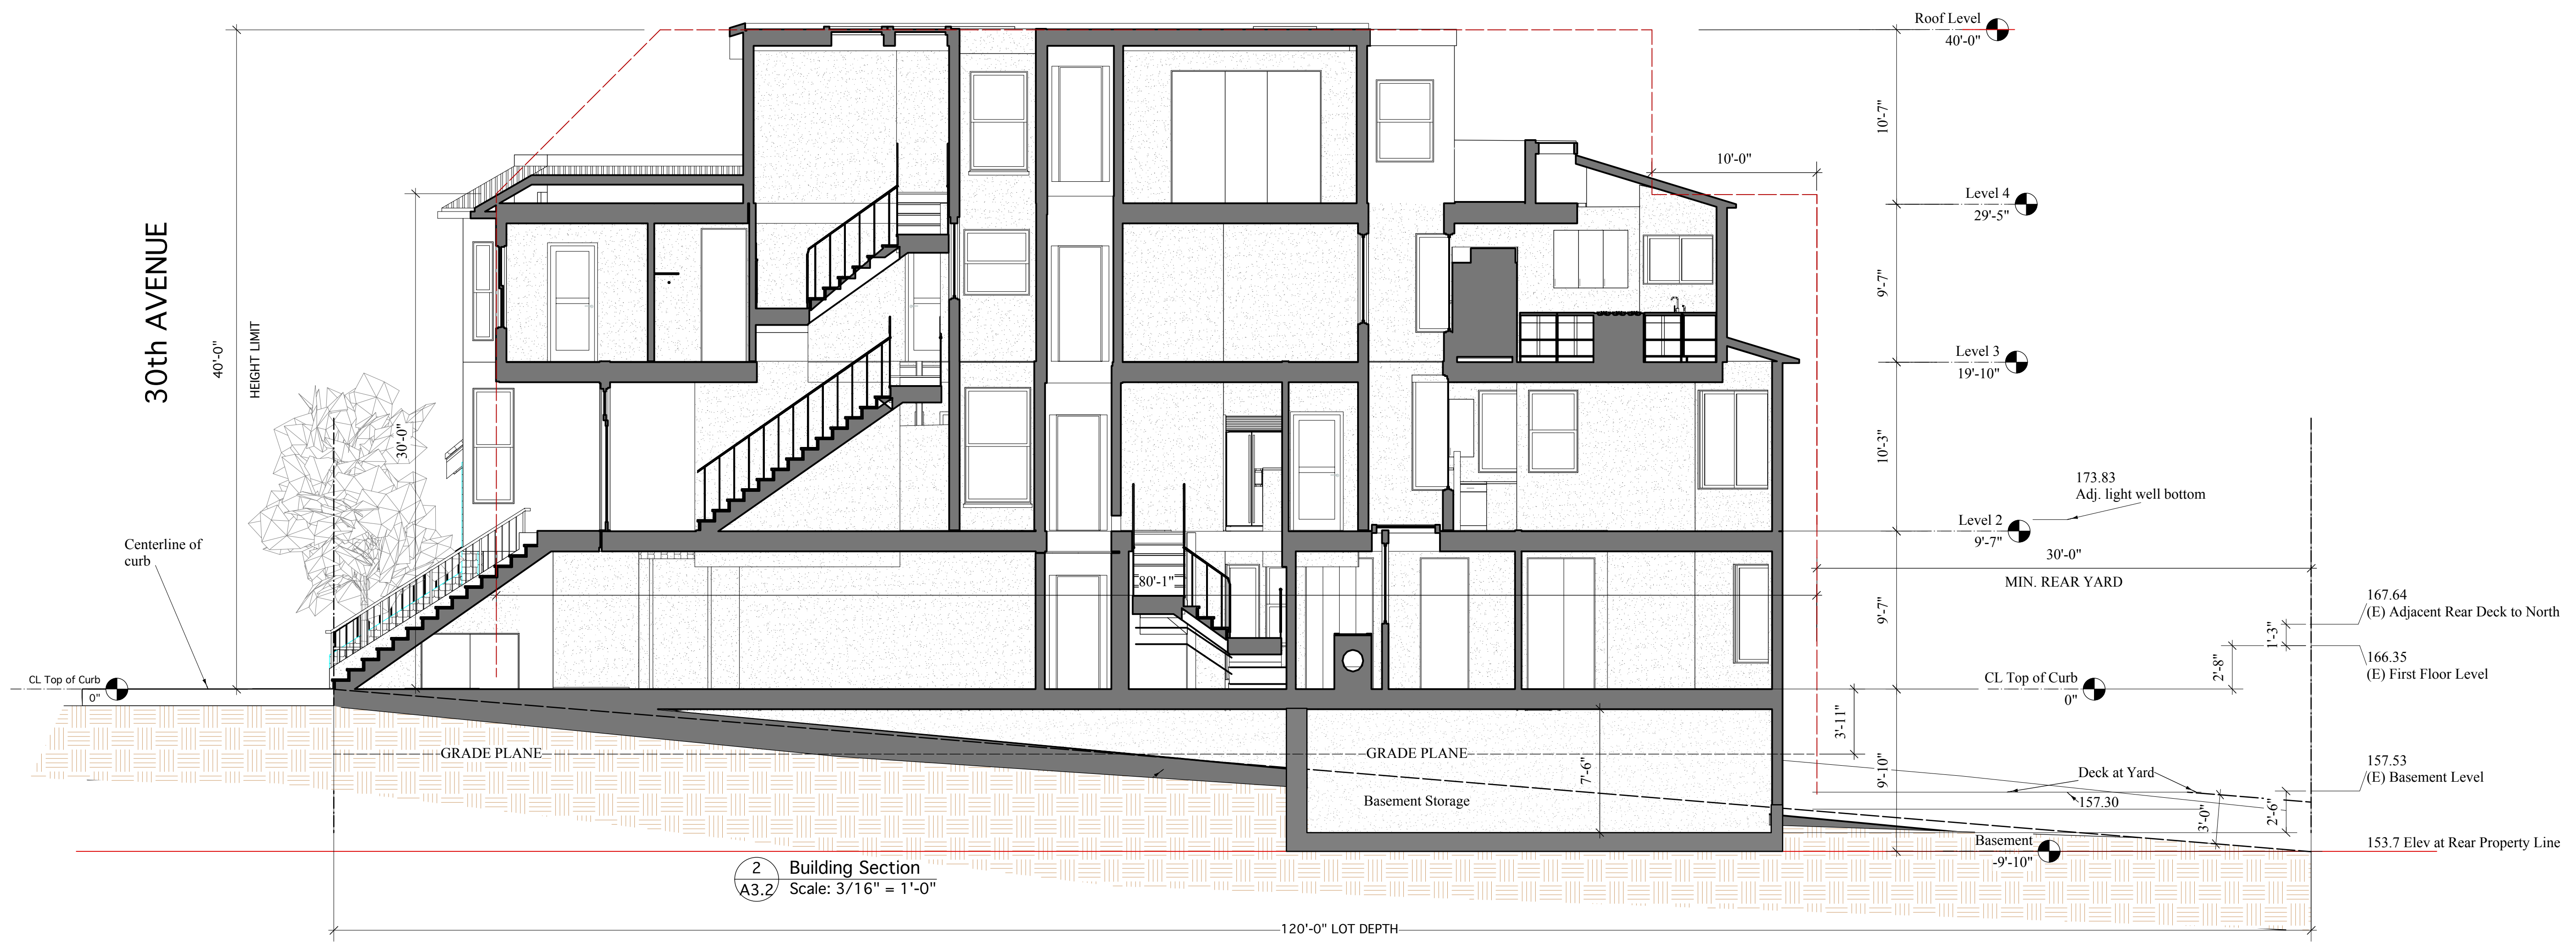 Roof Level
40'-0"
10'-7"
10'-0"
Level 4
29'-5"
30th AVENUE
40'-0"
HEIGHT LIMIT
9'-7"
Level 3
19'-10"
30'-0"
10'-3"
173.83
Adj. light well bottom
Level 2
9'-7"
Centerline of
curb
30'-0"
MIN. REAR YARD
80'-1"
167.64
(E) Adjacent Rear Deck to North
9'-7"
1'-3"
2'-8"
166.35
(E) First Floor Level
CL Top of Curb
0"
CL Top of Curb
0"
3'-11"
GRADE PLANE
GRADE PLANE
7'-6"
9'-10"
157.53
(E) Basement Level
Deck at Yard
Basement Storage
157.30
3'-0"
2'-6"
Basement
-9'-10"
153.7 Elev at Rear Property Line
2
A3.2
Building Section
Scale: 3/16" = 1'-0"
120'-0" LOT DEPTH